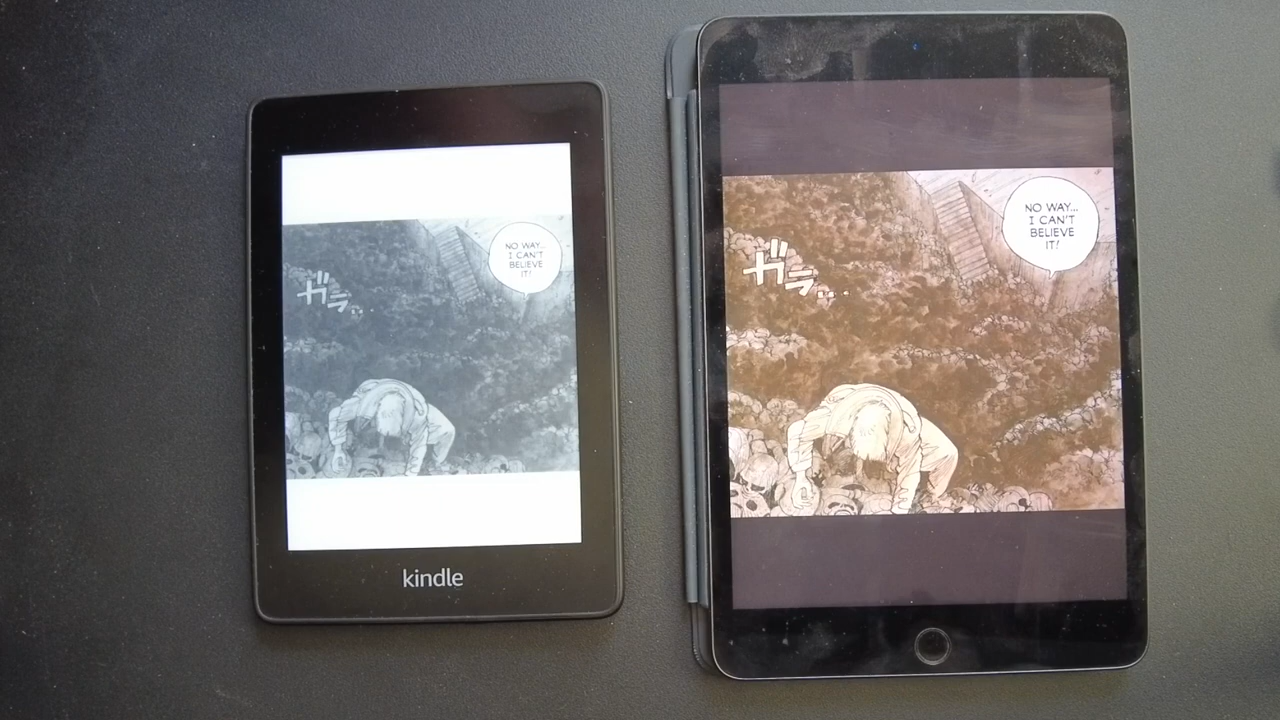 NO WAY...
I CAN'T
BELIEVE
IT!
ガラ...
kindle
NO WAY...
I CAN'T
BELIEVE
IT!
ガラ...